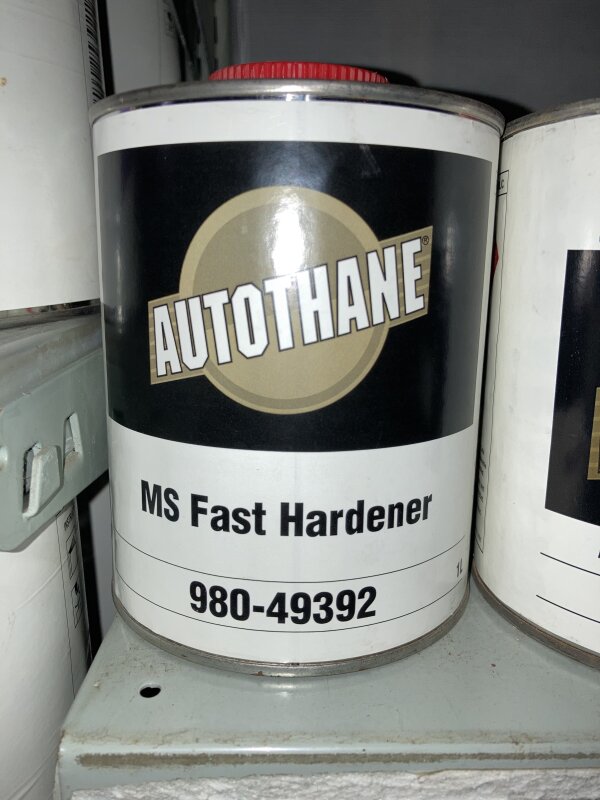 AUTOTHANE®
MS Fast Hardener
1L
980-49392